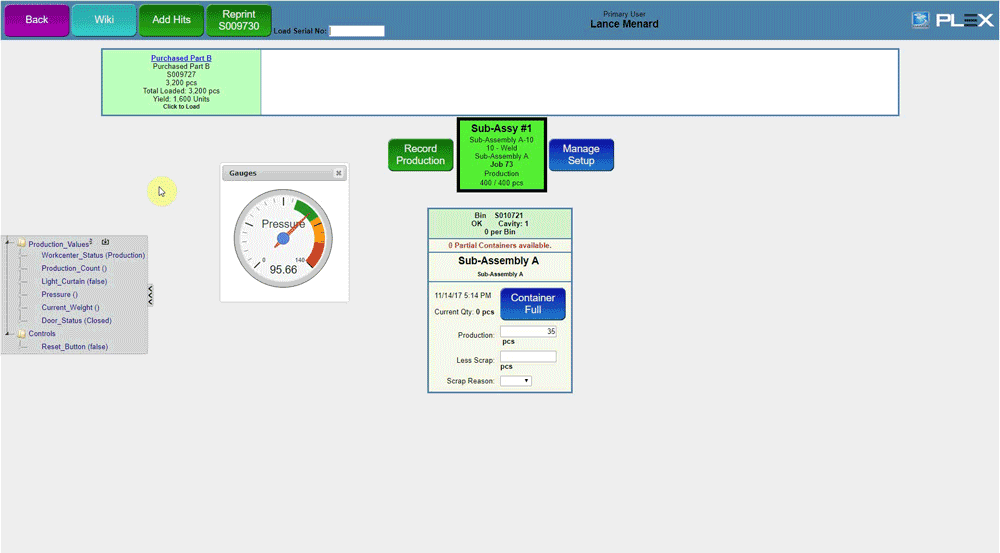 Back
Wiki
Add Hits
Reprint
S009730
Load Serial No:
Primary User
Lance Menard
PLEX
Purchased Part B
Purchased Part B
S009727
3,200 pcs
Total Loaded: 3,200 pcs
Yield: 1,600 Units
Click to Load
Record
Production
Sub-Assy #1
Sub-Assembly A-10
10 - Weld
Sub-Assembly A
Job 73
Production
400 / 400 pcs
Manage
Setup
Gauges
Pressure
0
140
95.66
Production_Values
Workcenter_Status (Production)
Production_Count ()
Light_Curtain (false)
Pressure ()
Current_Weight ()
Door_Status (Closed)
Controls
Reset_Button (false)
Bin S010721
OK Cavity: 1
0 per Bin
0 Partial Containers available.
Sub-Assembly A
Sub-Assembly A
11/14/17 5:14 PM
Container
Full
Current Qty: 0 pcs
Production: 35
pcs
Less Scrap:
pcs
Scrap Reason: